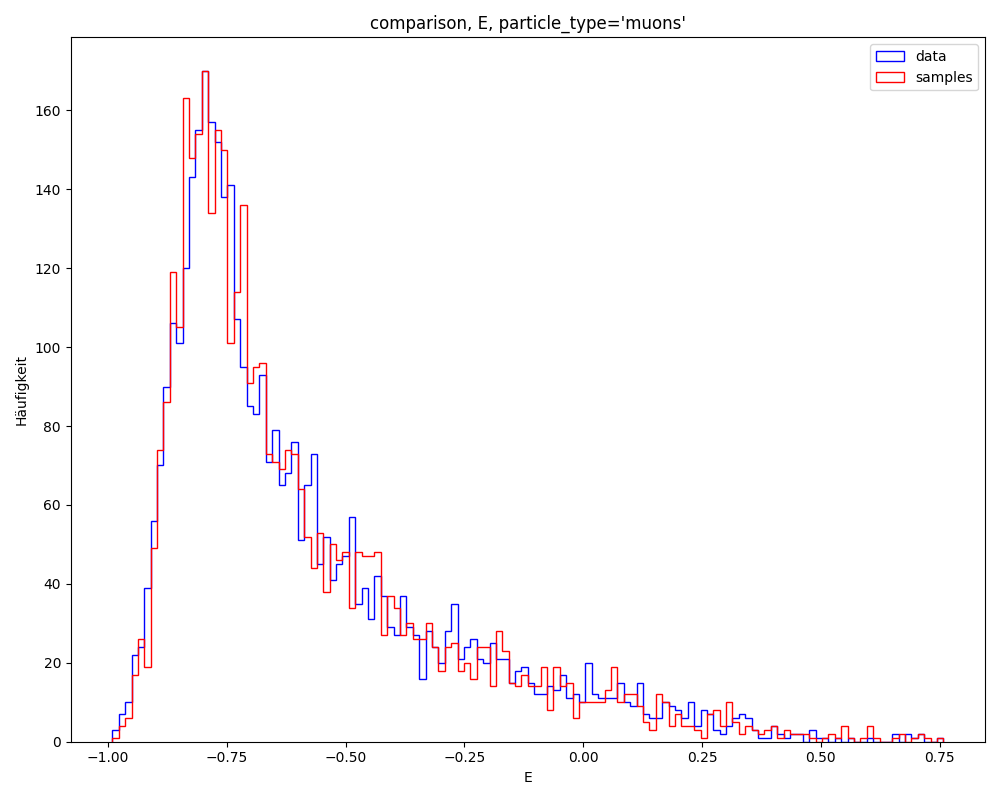 comparison, E, particle_type='muons'
data
samples
160
140
120
100
80
60
40
20
0
Häufigkeit
−1.00 −0.75 −0.50 −0.25 0.00 0.25 0.50 0.75
E